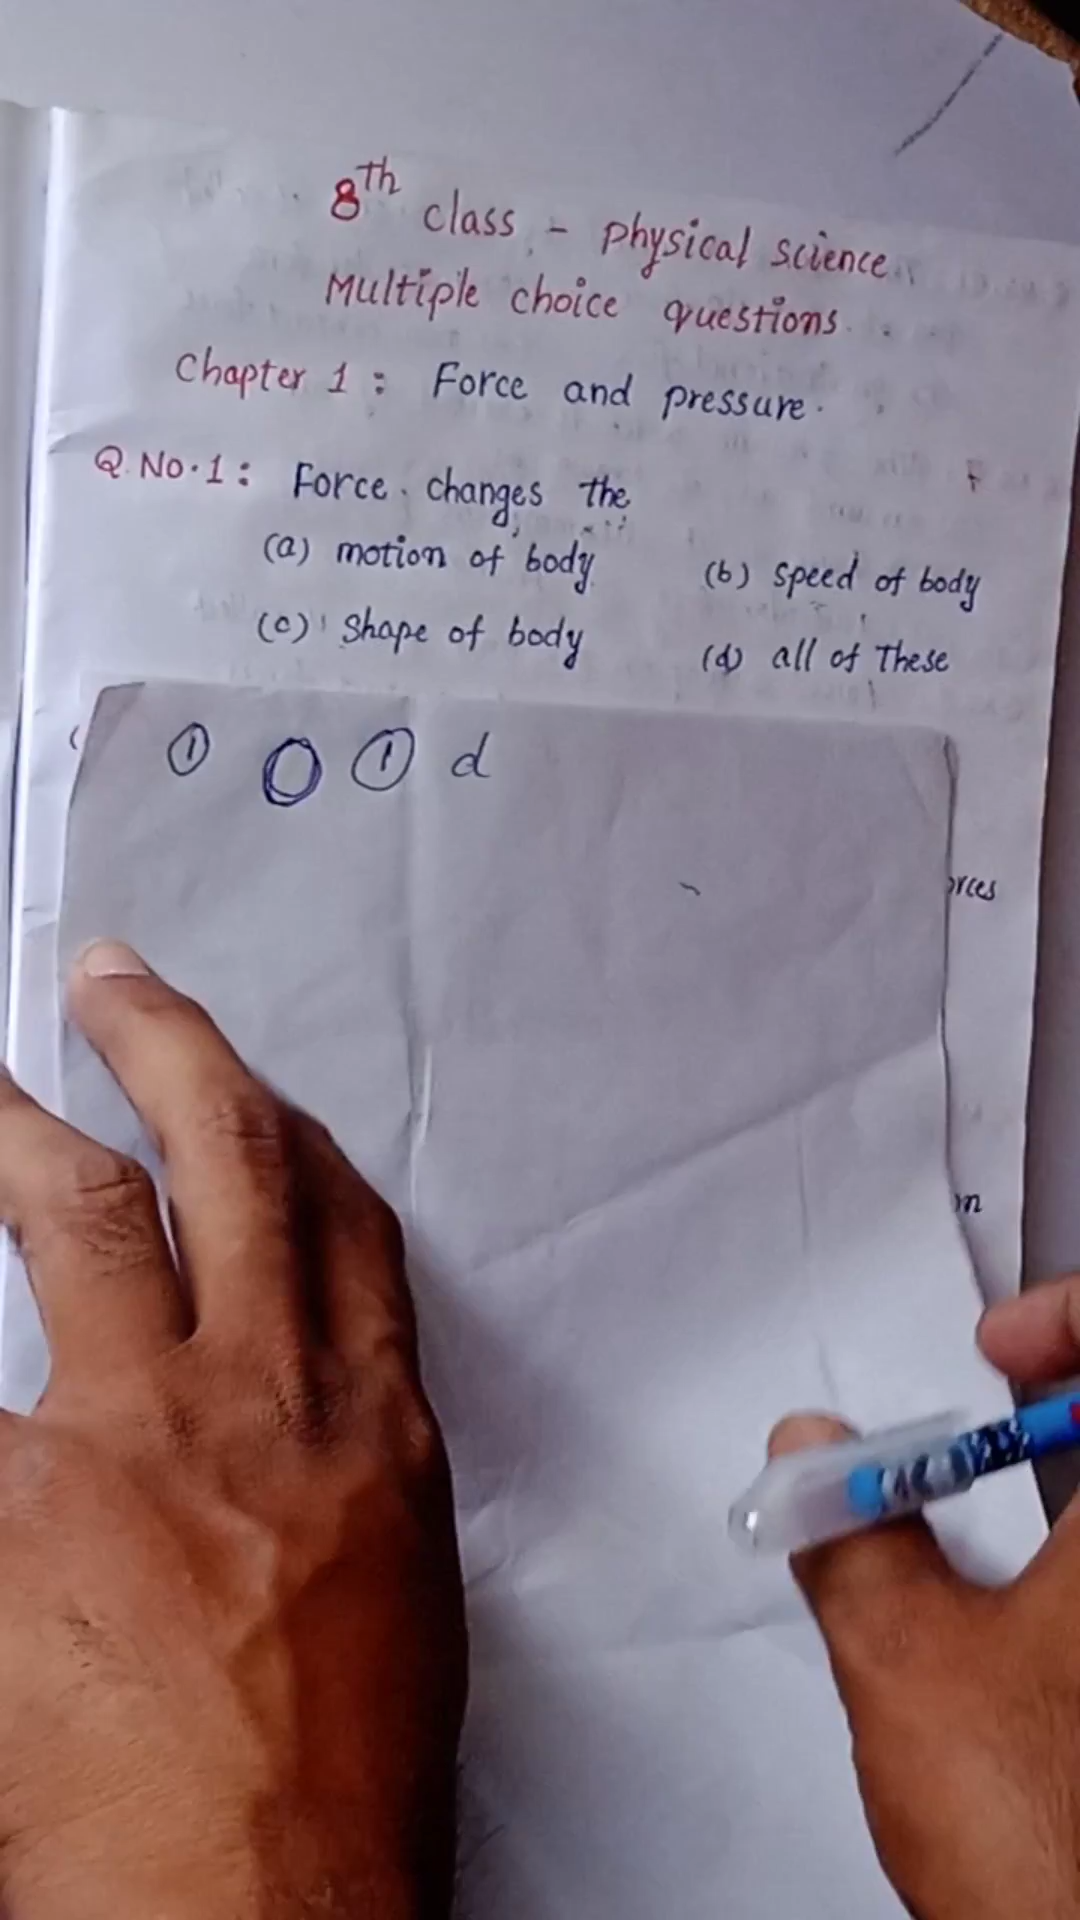 8th class - physical science
Multiple choice questions.
Chapter 1 : Force and pressure.
Q. No. 1 : Force changes the
(a) motion of body (b) speed of body
(c) shape of body (d) all of These
① ① d